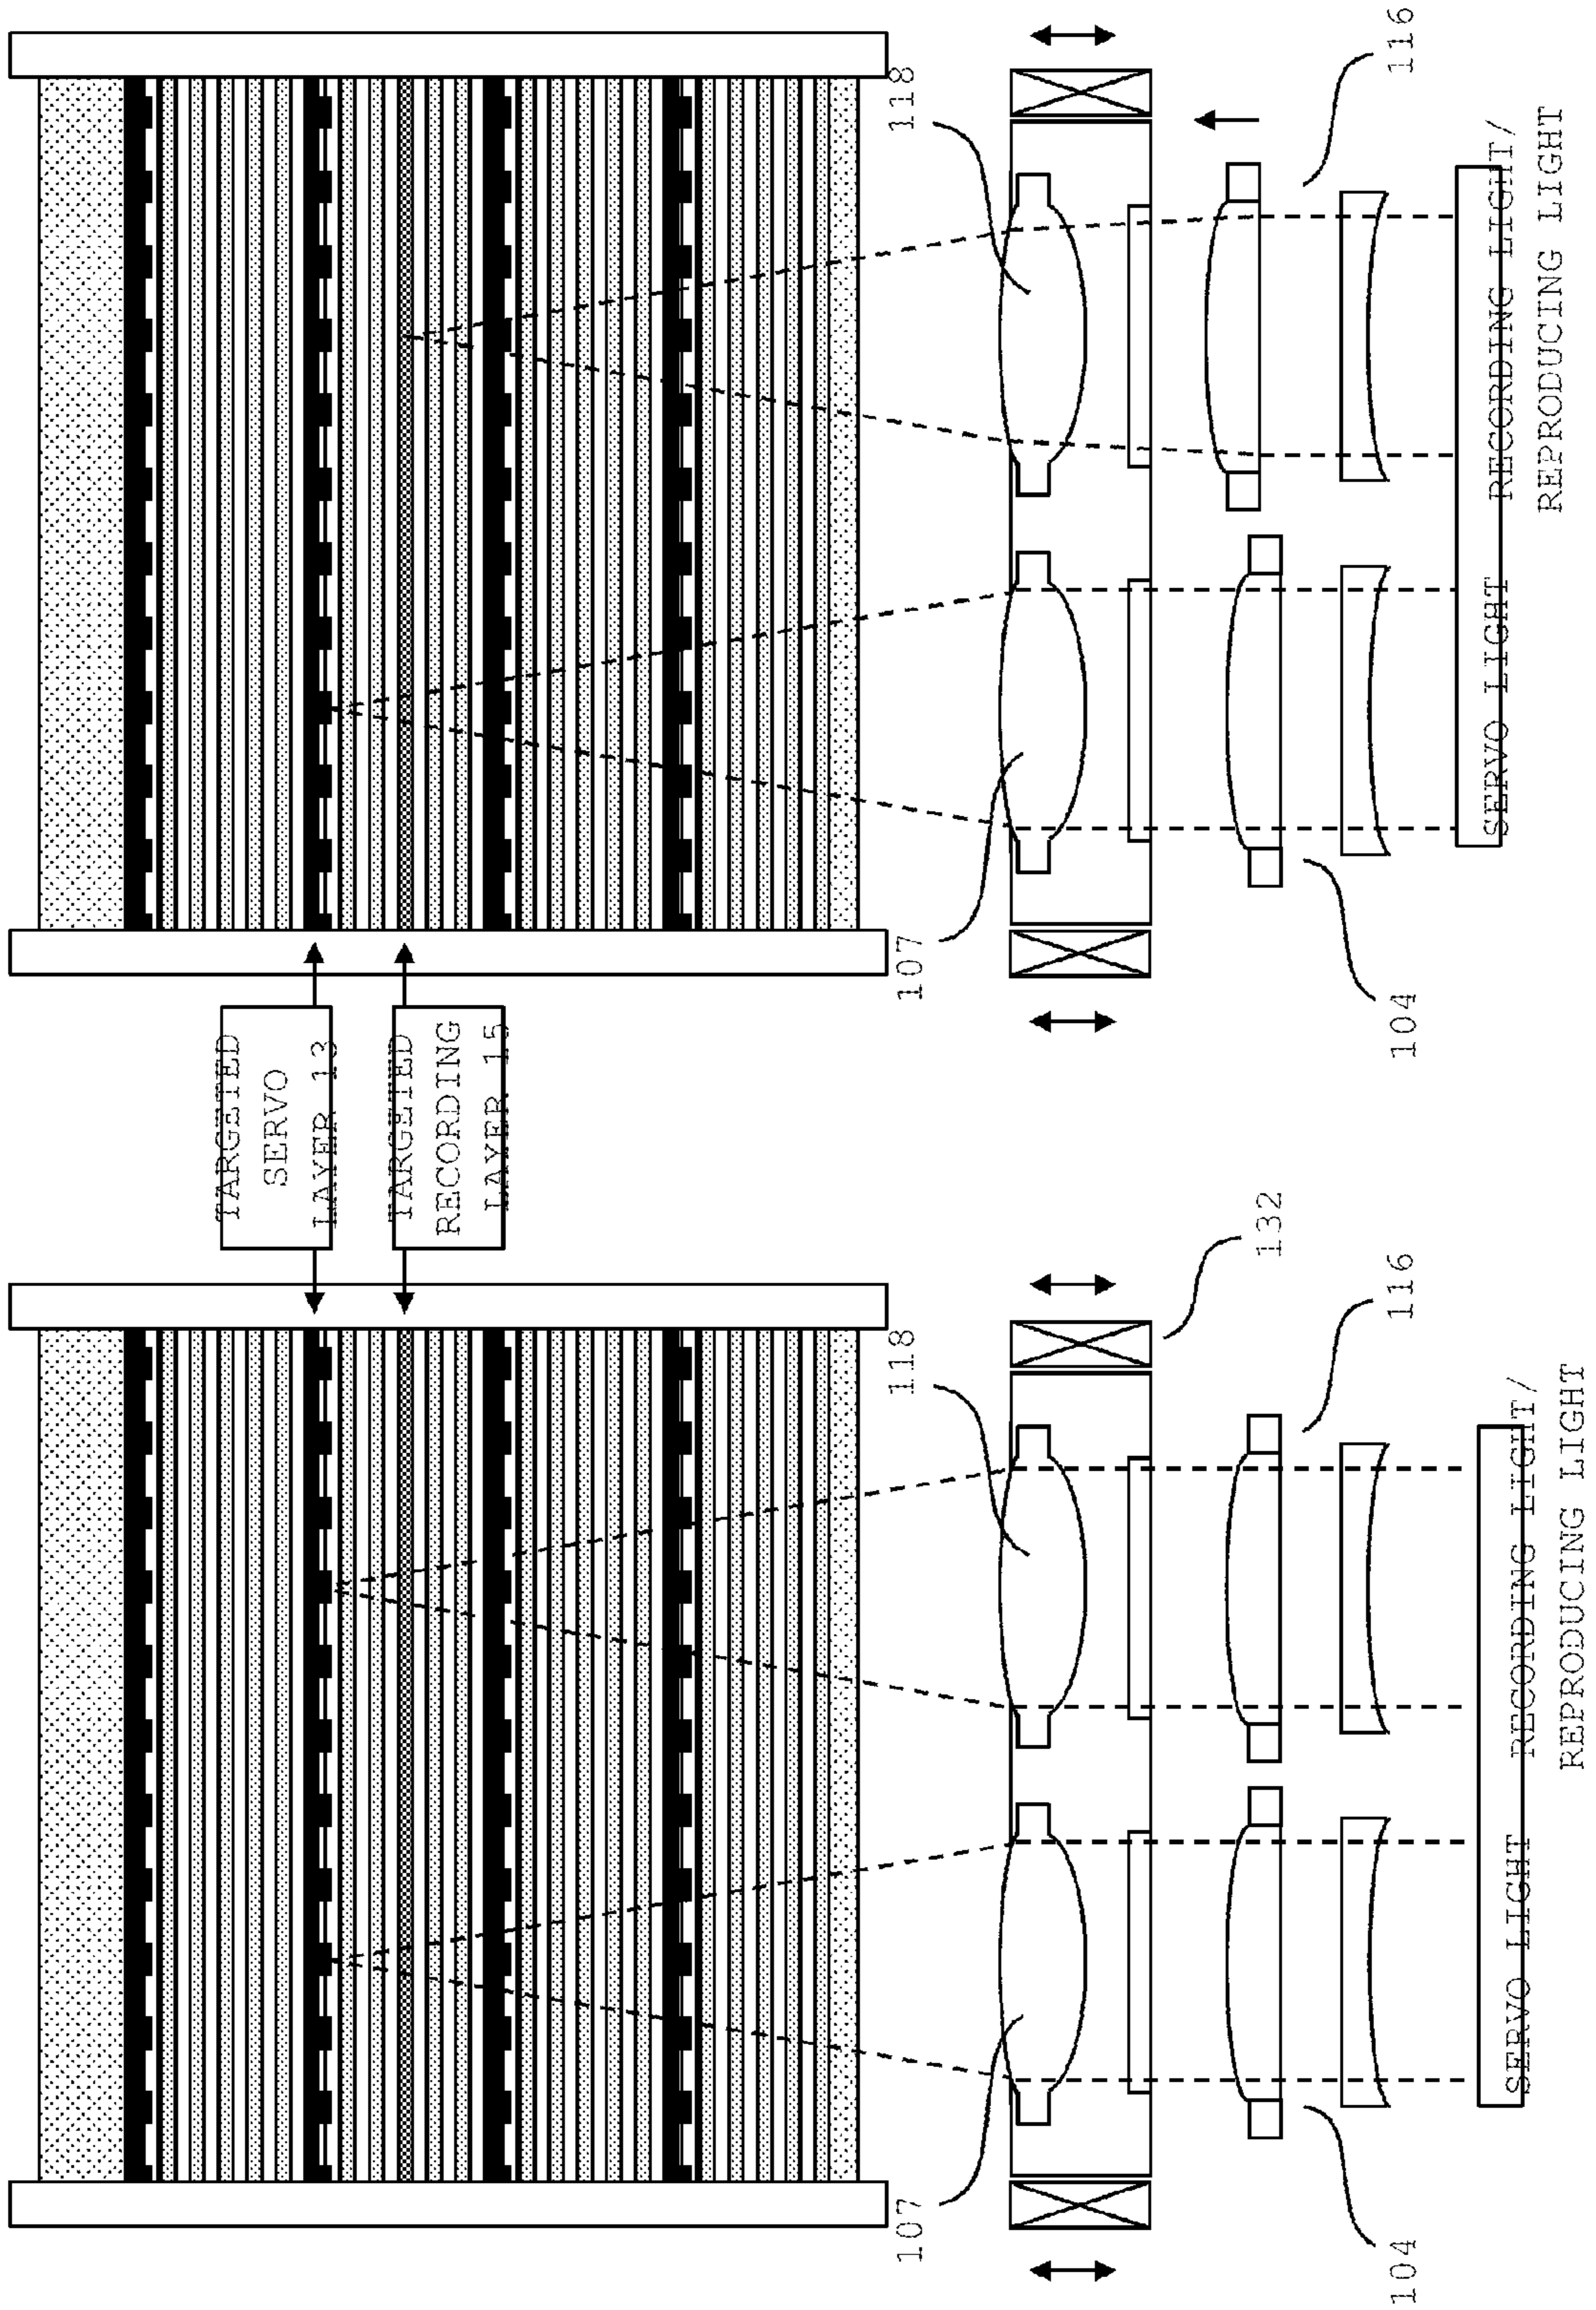 107
118
132
104
116
SERVO LIGHT
RECORDING LIGHT/
REPRODUCING LIGHT
TARGETED
SERVO
LAYER 13
TARGETED
RECORDING
LAYER 15
107
118
104
116
SERVO LIGHT
RECORDING LIGHT/
REPRODUCING LIGHT